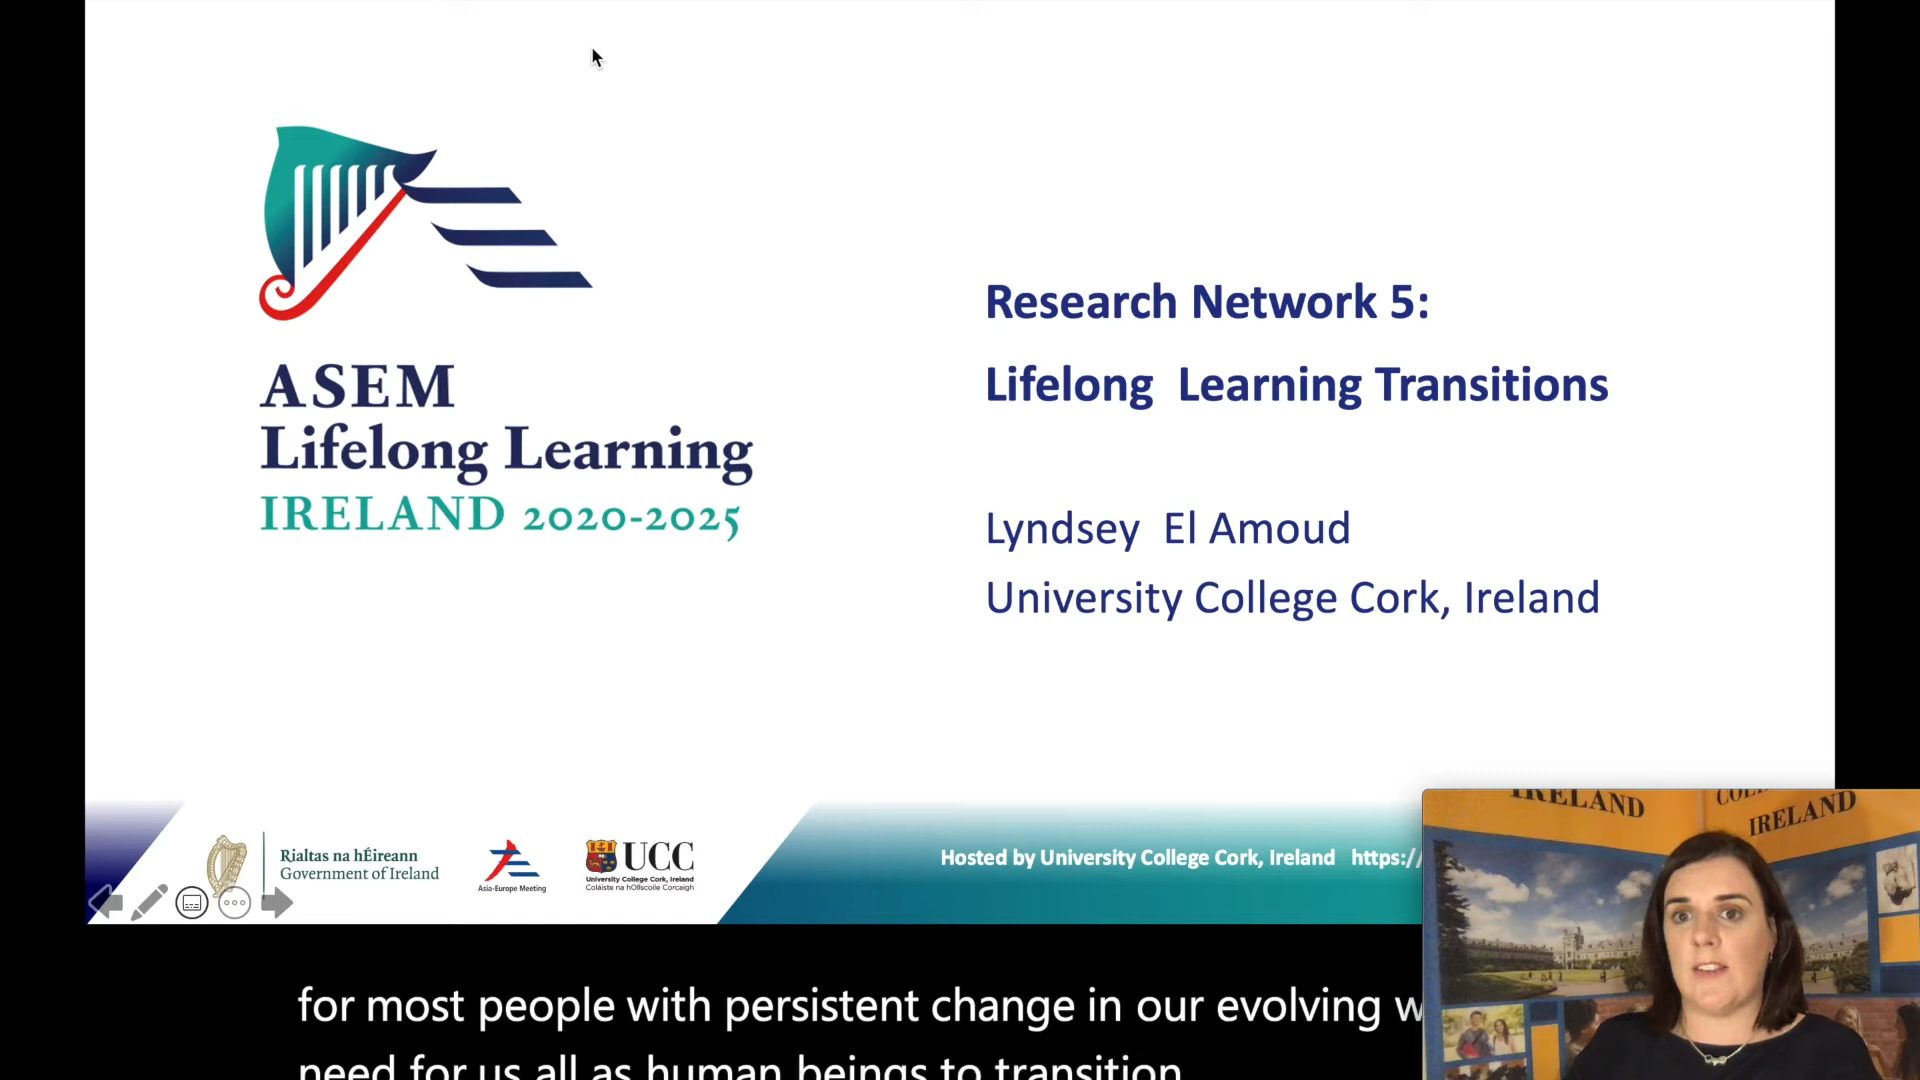 Research Network 5:
Lifelong Learning Transitions
Lyndsey El Amoud
University College Cork, Ireland
ASEM
Lifelong Learning
IRELAND 2020-2025
Rialtas na hÉireann
Government of Ireland
Asia-Europe Meeting
UCC
University College Cork, Ireland
Coláiste na hOllscoile Corcaigh
Hosted by University College Cork, Ireland https://
IRELAND
IRELAND
for most people with persistent change in our evolving
need for us all as human beings to transition